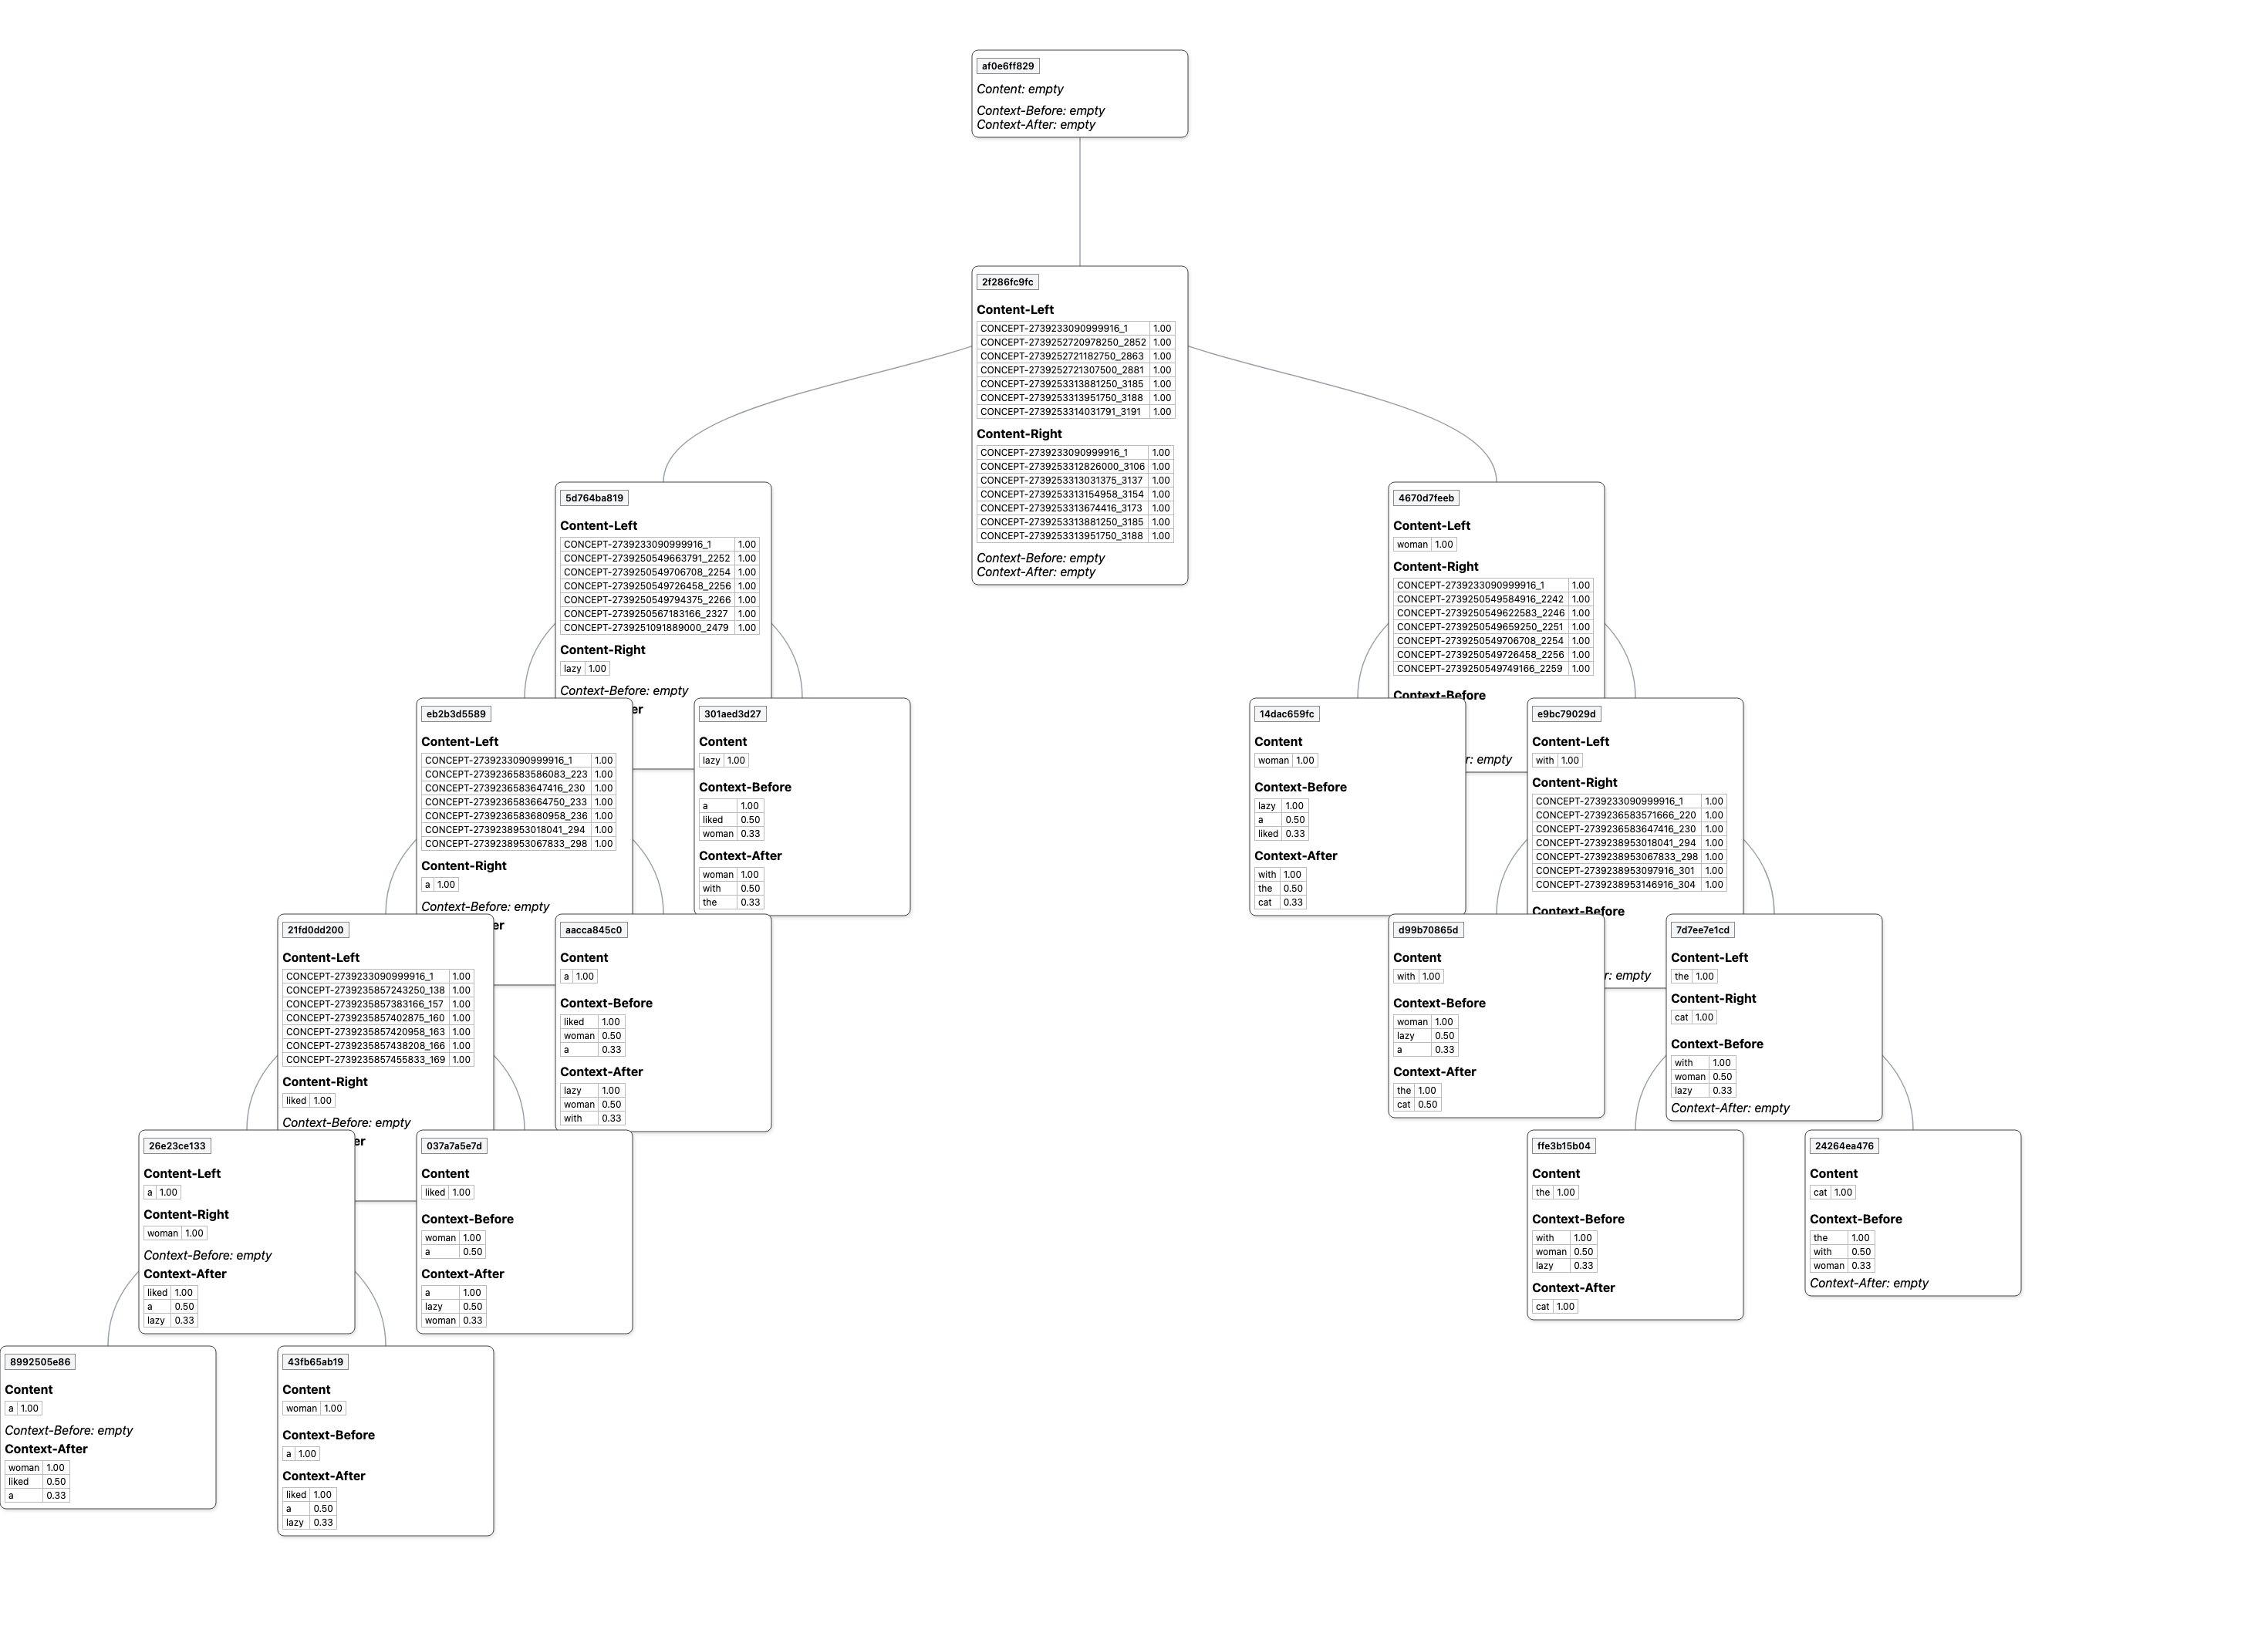 af0e6ff829
Content: empty
Context-Before: empty
Context-After: empty
2f286fc9fc
Content-Left
CONCEPT-2739233090999916_1 1.00
CONCEPT-2739252720978250_2852 1.00
CONCEPT-2739252721182750_2863 1.00
CONCEPT-2739252721307500_2881 1.00
CONCEPT-2739253313881250_3185 1.00
CONCEPT-2739253313951750_3188 1.00
CONCEPT-2739253314031791_3191 1.00
Content-Right
CONCEPT-2739233090999916_1 1.00
CONCEPT-2739253312826000_3106 1.00
CONCEPT-2739253313031375_3137 1.00
CONCEPT-2739253313154958_3154 1.00
CONCEPT-2739253313674416_3173 1.00
CONCEPT-2739253313881250_3185 1.00
CONCEPT-2739253313951750_3188 1.00
Context-Before: empty
Context-After: empty
5d764ba819
Content-Left
CONCEPT-2739233090999916_1 1.00
CONCEPT-2739250549663791_2252 1.00
CONCEPT-2739250549706708_2254 1.00
CONCEPT-2739250549726458_2256 1.00
CONCEPT-2739250549794375_2266 1.00
CONCEPT-2739250567183166_2327 1.00
CONCEPT-2739251091889000_2479 1.00
Content-Right
lazy 1.00
Context-Before: empty
er
4670d7feeb
Content-Left
woman 1.00
Content-Right
CONCEPT-2739233090999916_1 1.00
CONCEPT-2739250549584916_2242 1.00
CONCEPT-2739250549622583_2246 1.00
CONCEPT-2739250549659250_2251 1.00
CONCEPT-2739250549706708_2254 1.00
CONCEPT-2739250549726458_2256 1.00
CONCEPT-2739250549749166_2259 1.00
Context-Before
r: empty
eb2b3d5589
Content-Left
CONCEPT-2739233090999916_1 1.00
CONCEPT-2739236583586083_223 1.00
CONCEPT-2739236583647416_230 1.00
CONCEPT-2739236583664750_233 1.00
CONCEPT-2739236583680958_236 1.00
CONCEPT-2739238953018041_294 1.00
CONCEPT-2739238953067833_298 1.00
Content-Right
a 1.00
Context-Before: empty
er
301aed3d27
Content
lazy 1.00
Context-Before
a 1.00
liked 0.50
woman 0.33
Context-After
woman 1.00
with 0.50
the 0.33
14dac659fc
Content
woman 1.00
Context-Before
lazy 1.00
a 0.50
liked 0.33
Context-After
with 1.00
the 0.50
cat 0.33
e9bc79029d
Content-Left
with 1.00
Content-Right
CONCEPT-2739233090999916_1 1.00
CONCEPT-2739236583571666_220 1.00
CONCEPT-2739236583647416_230 1.00
CONCEPT-2739238953018041_294 1.00
CONCEPT-2739238953067833_298 1.00
CONCEPT-2739238953097916_301 1.00
CONCEPT-2739238953146916_304 1.00
Context-Before
r: empty
21fd0dd200
Content-Left
CONCEPT-2739233090999916_1 1.00
CONCEPT-2739235857243250_138 1.00
CONCEPT-2739235857383166_157 1.00
CONCEPT-2739235857402875_160 1.00
CONCEPT-2739235857420958_163 1.00
CONCEPT-2739235857438208_166 1.00
CONCEPT-2739235857455833_169 1.00
Content-Right
liked 1.00
Context-Before: empty
er
aacca845c0
Content
a 1.00
Context-Before
liked 1.00
woman 0.50
a 0.33
Context-After
lazy 1.00
woman 0.50
with 0.33
d99b70865d
Content
with 1.00
Context-Before
woman 1.00
lazy 0.50
a 0.33
Context-After
the 1.00
cat 0.50
7d7ee7e1cd
Content-Left
the 1.00
Content-Right
cat 1.00
Context-Before
with 1.00
woman 0.50
lazy 0.33
Context-After: empty
26e23ce133
Content-Left
a 1.00
Content-Right
woman 1.00
Context-Before: empty
Context-After
liked 1.00
a 0.50
lazy 0.33
037a7a5e7d
Content
liked 1.00
Context-Before
woman 1.00
a 0.50
Context-After
a 1.00
lazy 0.50
woman 0.33
ffe3b15b04
Content
the 1.00
Context-Before
with 1.00
woman 0.50
lazy 0.33
Context-After
cat 1.00
24264ea476
Content
cat 1.00
Context-Before
the 1.00
with 0.50
woman 0.33
Context-After: empty
8992505e86
Content
a 1.00
Context-Before: empty
Context-After
woman 1.00
liked 0.50
a 0.33
43fb65ab19
Content
woman 1.00
Context-Before
a 1.00
Context-After
liked 1.00
a 0.50
lazy 0.33